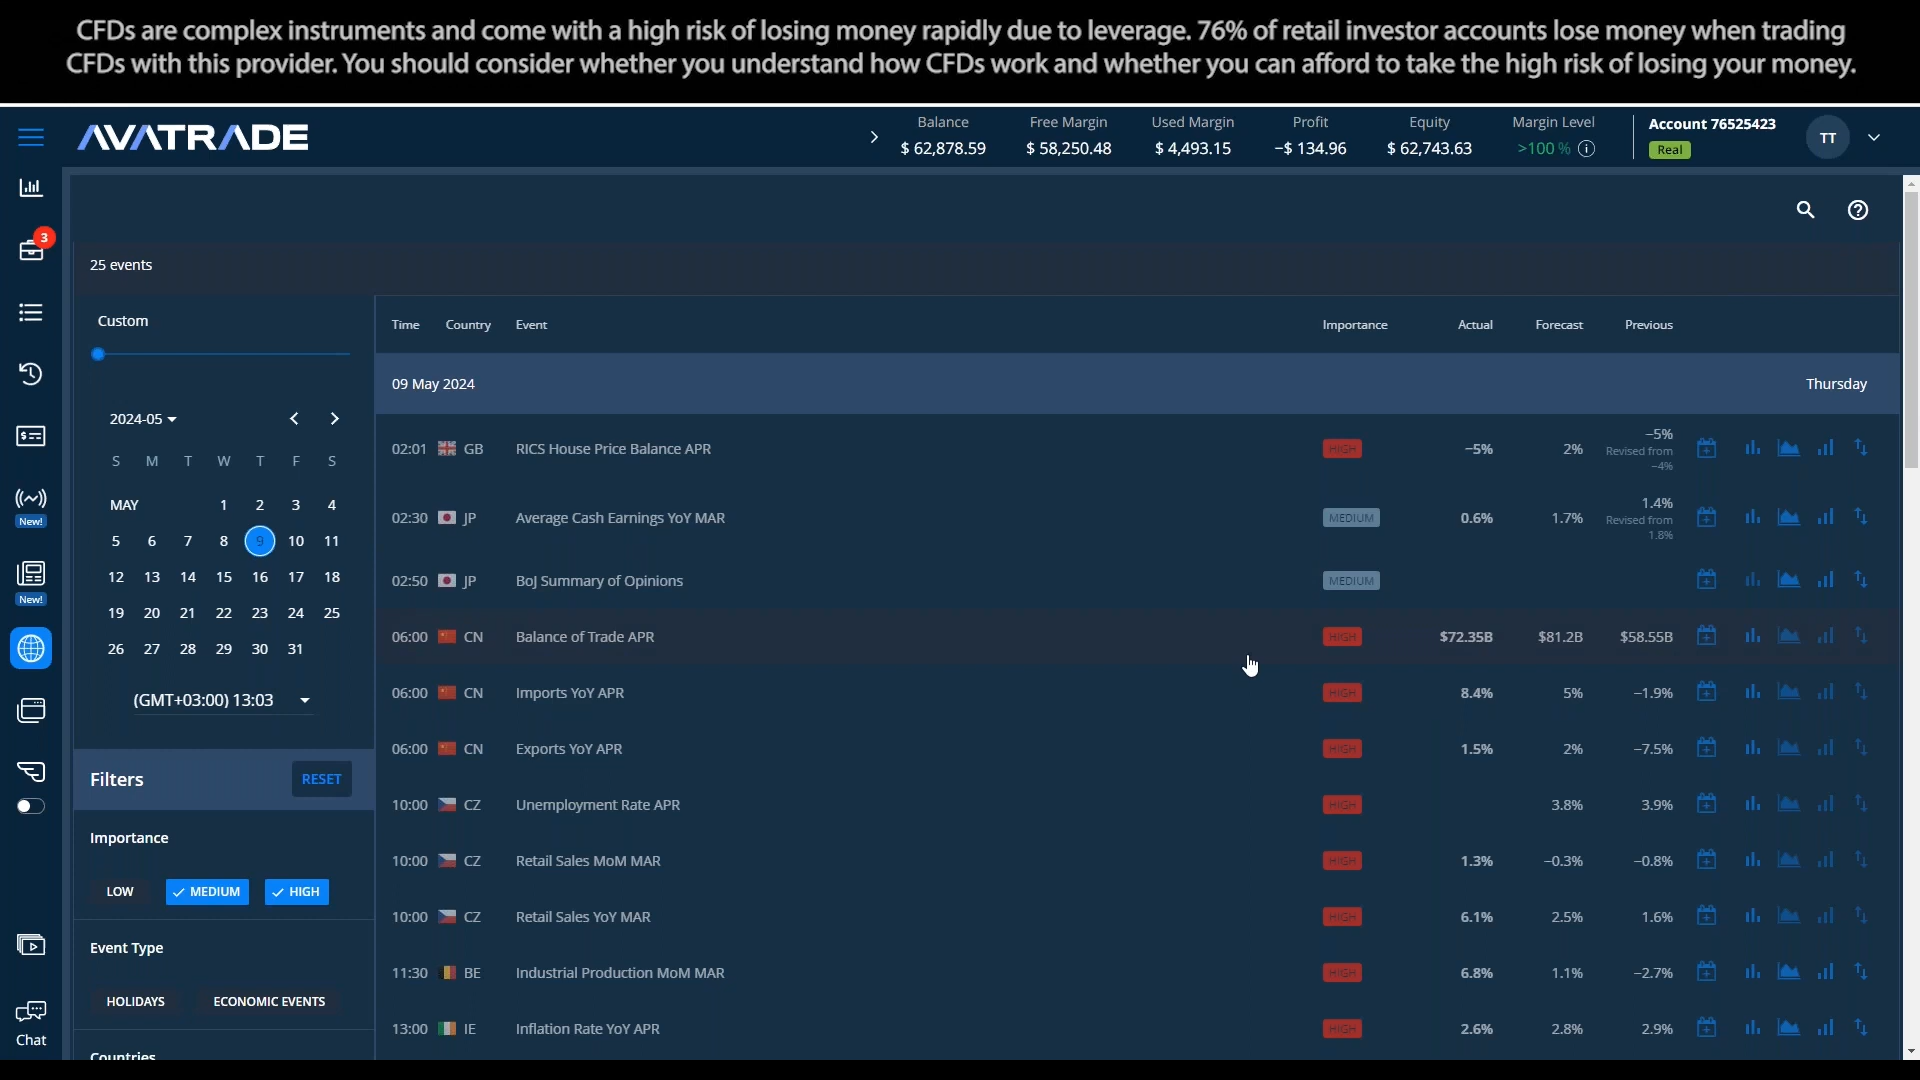 CFDs are complex instruments and come with a high risk of losing money rapidly due to leverage. 76% of retail investor accounts lose money when trading
CFDs with this provider. You should consider whether you understand how CFDs work and whether you can afford to take the high risk of losing your money.
AVATRADE
Balance Free Margin Used Margin Profit Equity Margin Level Account 76525423
$ 62,878.59 $ 58,250.48 $ 4,493.15 -$ 134.96 $ 62,743.63 >100 % Real
TT
3
25 events
Custom
Time Country Event Importance Actual Forecast Previous
09 May 2024 Thursday
2024-05
S M T W T F S
MAY 1 2 3 4
5 6 7 8 9 10 11
12 13 14 15 16 17 18
19 20 21 22 23 24 25
26 27 28 29 30 31
(GMT+03:00) 13:03
02:01 GB RICS House Price Balance APR HIGH -5% 2% -5%
Revised from
-4%
02:30 JP Average Cash Earnings YoY MAR MEDIUM 0.6% 1.7% 1.4%
Revised from
1.8%
02:50 JP BoJ Summary of Opinions MEDIUM
06:00 CN Balance of Trade APR HIGH $72.35B $81.2B $58.55B
06:00 CN Imports YoY APR HIGH 8.4% 5% -1.9%
06:00 CN Exports YoY APR HIGH 1.5% 2% -7.5%
10:00 CZ Unemployment Rate APR HIGH 3.8% 3.9%
10:00 CZ Retail Sales MoM MAR HIGH 1.3% -0.3% -0.8%
10:00 CZ Retail Sales YoY MAR HIGH 6.1% 2.5% 1.6%
11:30 BE Industrial Production MoM MAR HIGH 6.8% 1.1% -2.7%
13:00 IE Inflation Rate YoY APR HIGH 2.6% 2.8% 2.9%
Filters RESET
Importance
LOW MEDIUM HIGH
Event Type
HOLIDAYS ECONOMIC EVENTS
Countries
New!
New!
Chat